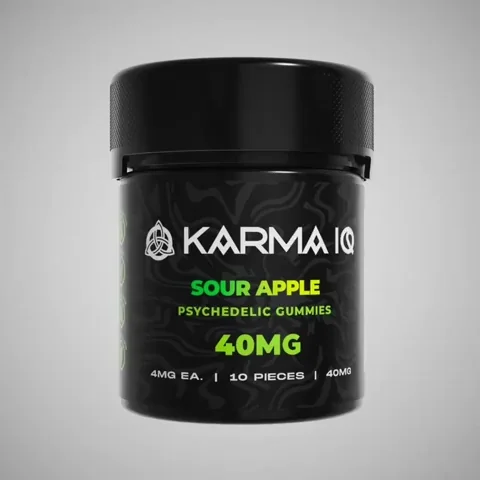 KARMA IQ
SOUR APPLE
PSYCHEDELIC GUMMIES
40MG
4MG EA. | 10 PIECES | 40MG